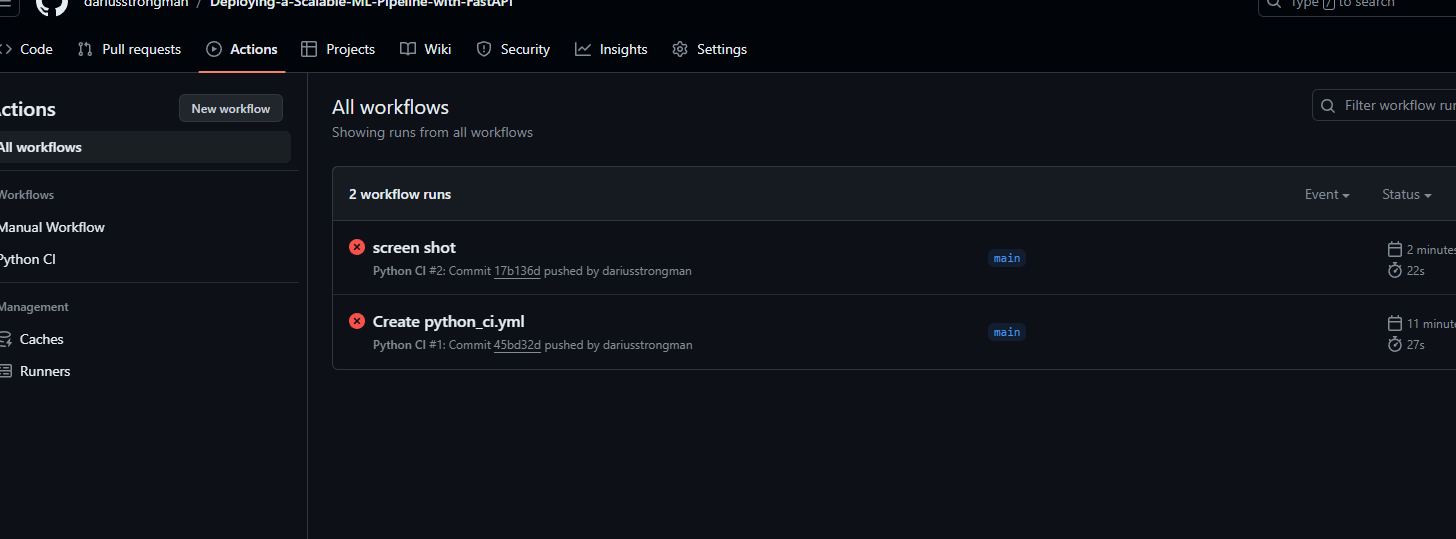 dariusstrongman / Deploying-a-Scalable-ML-Pipeline-with-FastAPI
Type / to search
Code Pull requests Actions Projects Wiki Security Insights Settings
ctions
New workflow
All workflows
Workflows
Manual Workflow
Python CI
Management
Caches
Runners
All workflows
Showing runs from all workflows
Filter workflow rur
2 workflow runs
Event Status
screen shot
Python CI #2: Commit 17b136d pushed by dariusstrongman
main
2 minutes
22s
Create python_ci.yml
Python CI #1: Commit 45bd32d pushed by dariusstrongman
main
11 minute
27s